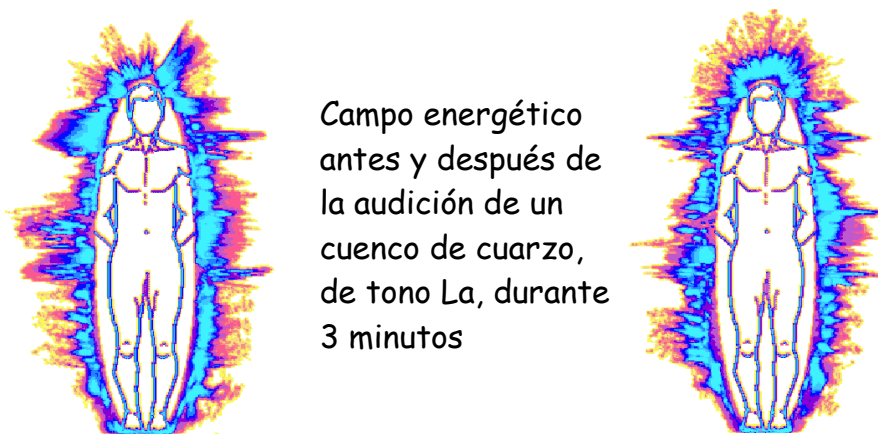 Campo energético
antes y después de
la audición de un
cuenco de cuarzo,
de tono La, durante
3 minutos